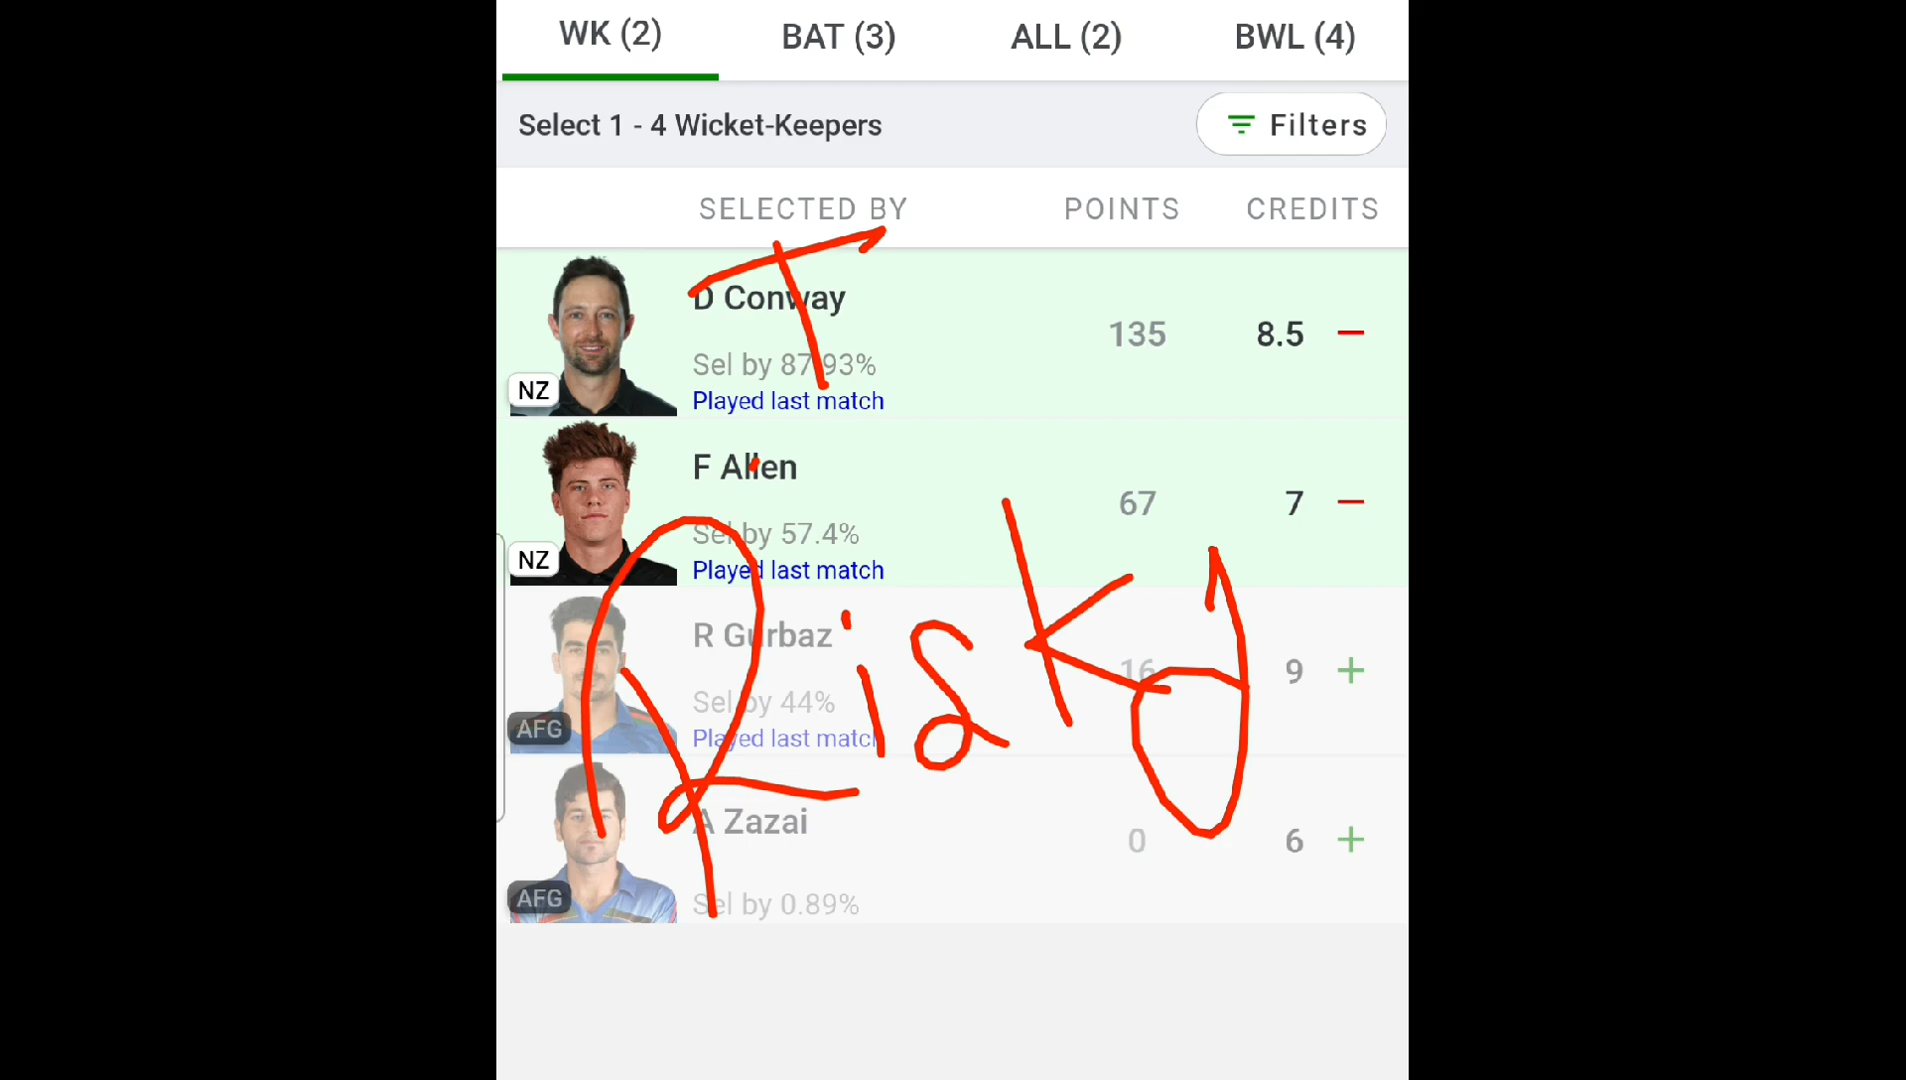 WK (2) BAT (3) ALL (2) BWL (4)
Select 1 - 4 Wicket-Keepers Filters
SELECTED BY POINTS CREDITS
T
D Conway
135 8.5
Sel by 87.93%
NZ
Played last match
F Allen
67 7
Sel by 57.4%
NZ
Played last match
Risky
R Gurbaz
16 9
Sel by 44%
AFG
Played last match
A Zazai
0 6
AFG
Sel by 0.89%